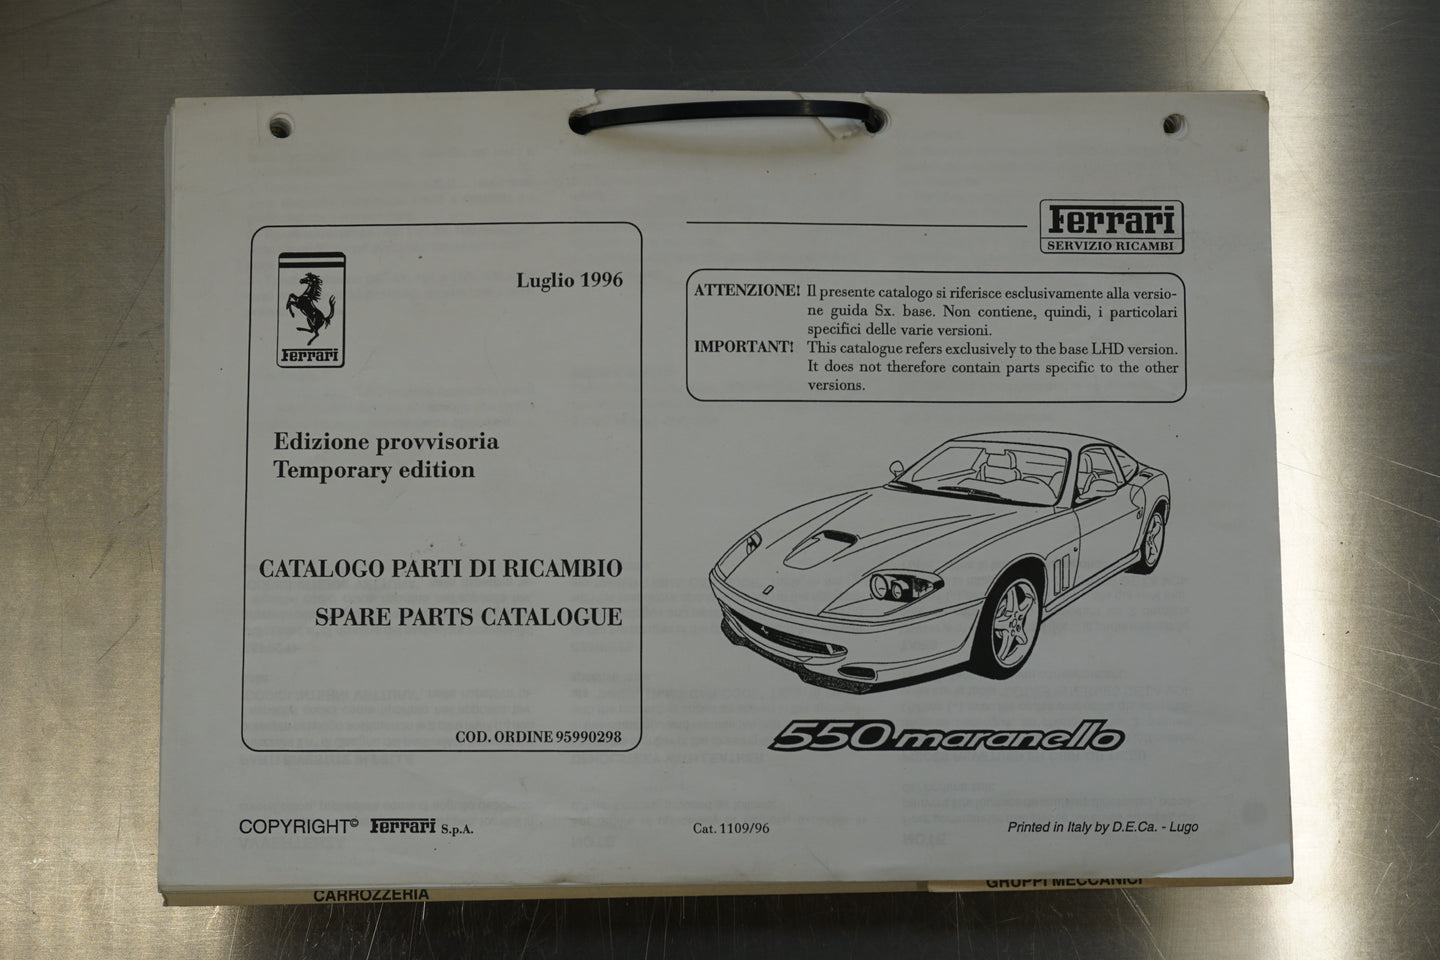 Ferrari
Luglio 1996
Edizione provvisoria
Temporary edition
CATALOGO PARTI DI RICAMBIO
SPARE PARTS CATALOGUE
COD. ORDINE 95990298
Ferrari
SERVIZIO RICAMBI
ATTENZIONE! Il presente catalogo si riferisce esclusivamente alla versio-
ne guida Sx. base. Non contiene, quindi, i particolari
specifici delle varie versioni.
IMPORTANT! This catalogue refers exclusively to the base LHD version.
It does not therefore contain parts specific to the other
versions.
550 maranello
COPYRIGHT© Ferrari S.p.A.
Cat. 1109/96
Printed in Italy by D.E.Ca. - Lugo
CARROZZERIA
GRUPPI MECCANICI